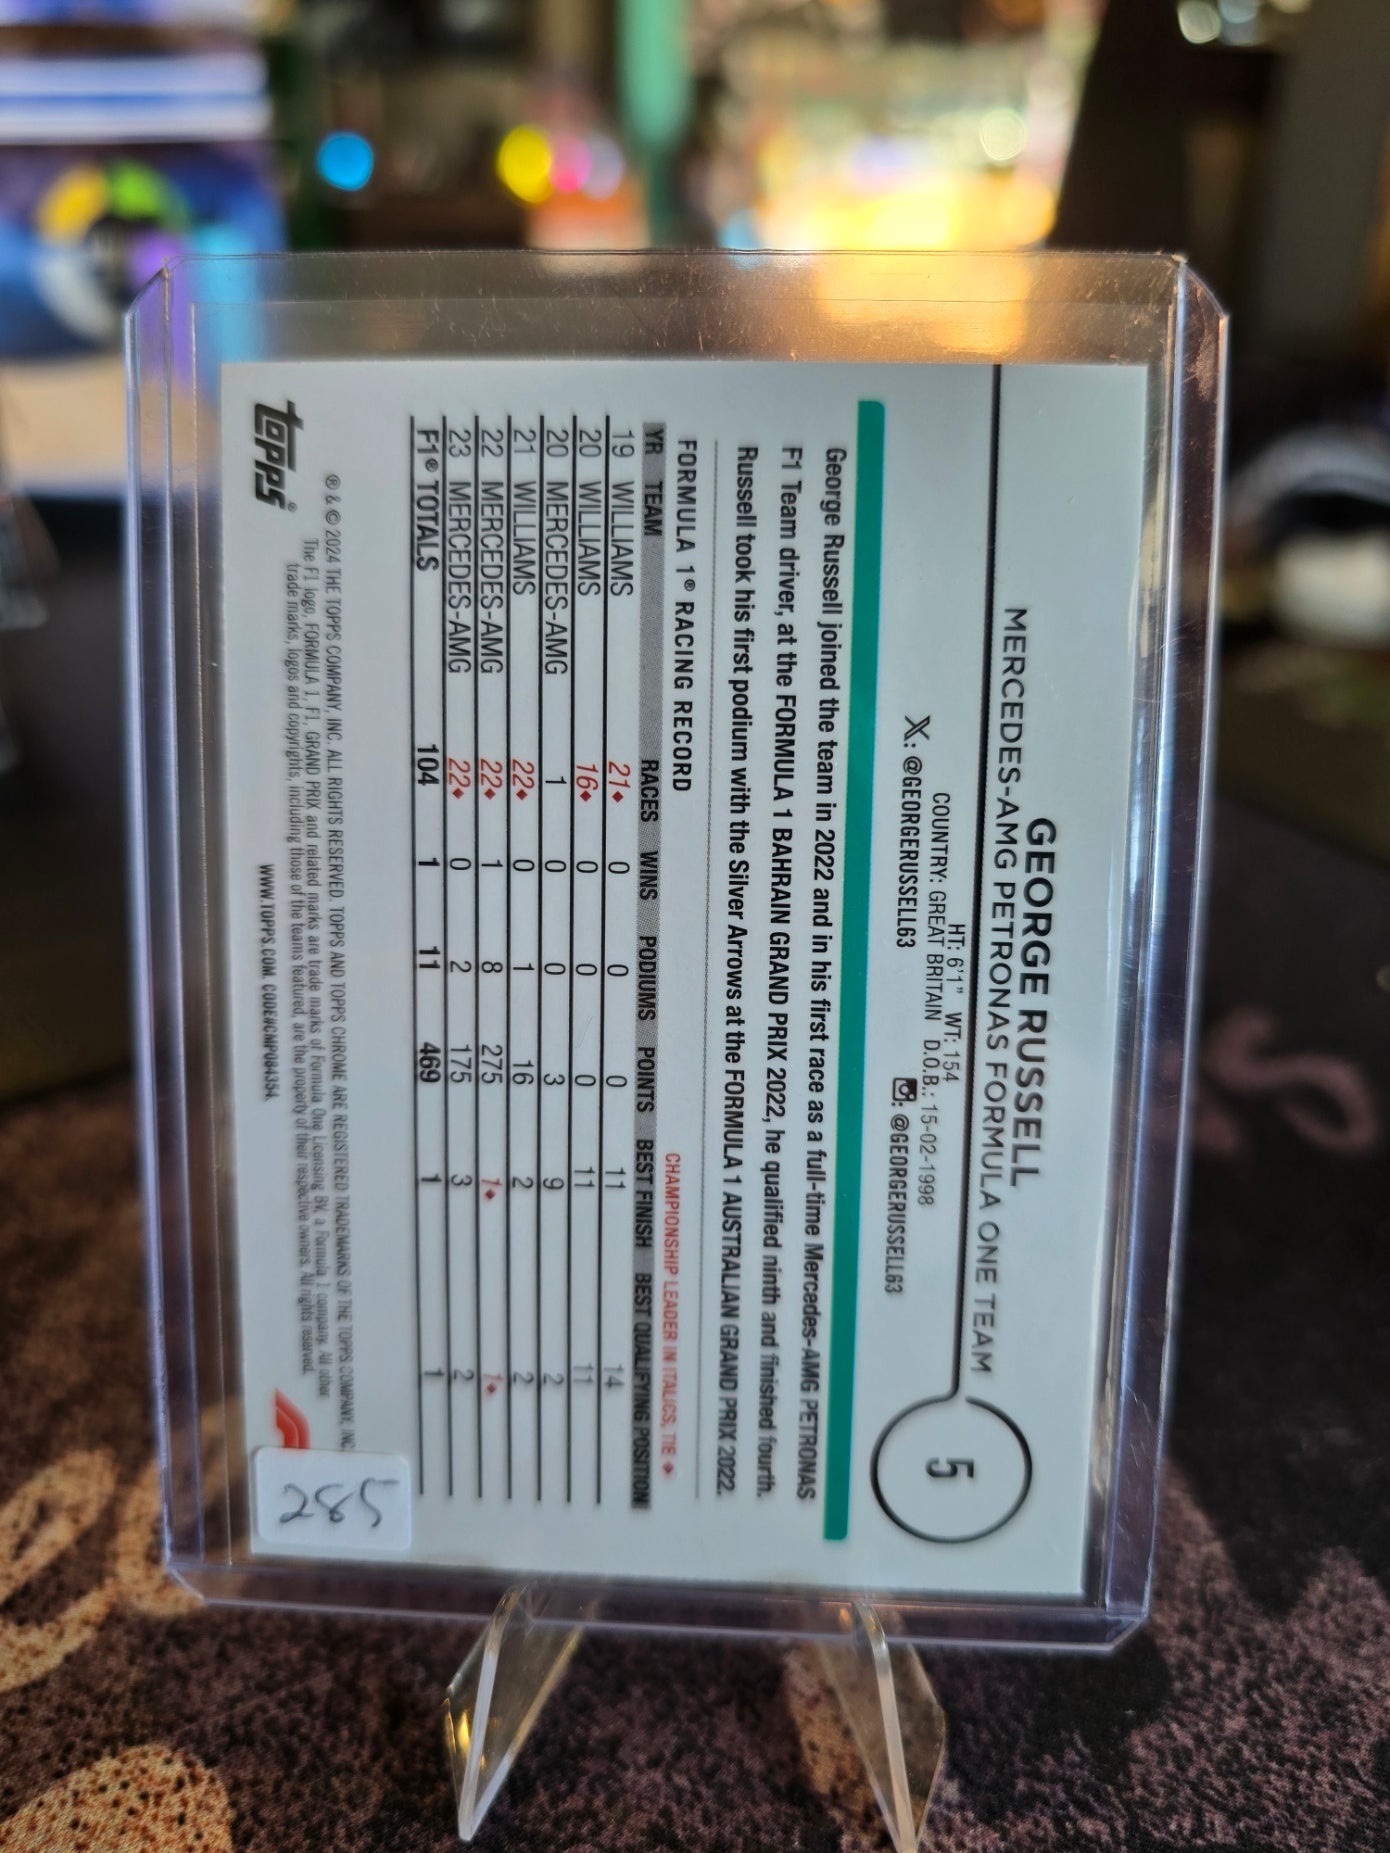 GEORGE RUSSELL
MERCEDES-AMG PETRONAS FORMULA ONE TEAM
5
HT: 6'1" WT: 154
COUNTRY: GREAT BRITAIN D.O.B.: 15-02-1998
X: @GEORGERUSSELL63 : @GEORGERUSSELL63
George Russell joined the team in 2022 and in his first race as a full-time Mercedes-AMG PETRONAS
F1 Team driver, at the FORMULA 1 BAHRAIN GRAND PRIX 2022, he qualified ninth and finished fourth.
Russell took his first podium with the Silver Arrows at the FORMULA 1 AUSTRALIAN GRAND PRIX 2022.
FORMULA 1® RACING RECORD
CHAMPIONSHIP LEADER IN ITALICS, TIE ♦
YR TEAM RACES WINS PODIUMS POINTS BEST FINISH BEST QUALIFYING POSITION
19 WILLIAMS 21♦ 0 0 0 11 14
20 WILLIAMS 16♦ 0 0 0 11 11
20 MERCEDES-AMG 1 0 0 3 9 2
21 WILLIAMS 22♦ 0 1 16 2 2
22 MERCEDES-AMG 22♦ 1 8 275 1♦ 1♦
23 MERCEDES-AMG 22♦ 0 2 175 3 2
F1® TOTALS 104 1 11 469 1 1
® & © 2024 THE TOPPS COMPANY, INC. ALL RIGHTS RESERVED. TOPPS AND TOPPS CHROME ARE REGISTERED TRADEMARKS OF THE TOPPS COMPANY, INC.
The F1 logo, FORMULA 1, F1, GRAND PRIX and related marks are trade marks of Formula One Licensing BV, a Formula 1 company. All other
trade marks, logos and copyrights, including those of the teams featured, are the property of their respective owners. All rights reserved.
WWW.TOPPS.COM. CODE#CMP084354
topps®
285